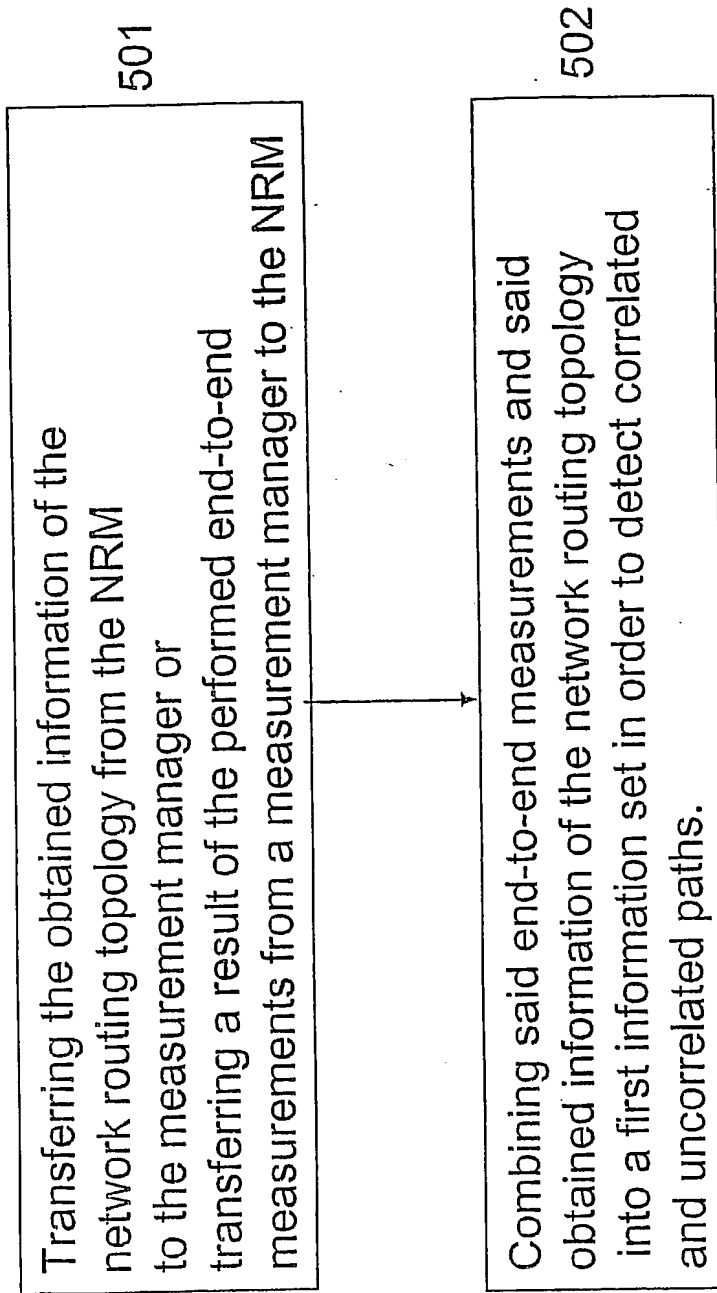 Transferring the obtained information of the
network routing topology from the NRM
to the measurement manager or
transferring a result of the performed end-to-end
measurements from a measurement manager to the NRM
501
Combining said end-to-end measurements and said
obtained information of the network routing topology
into a first information set in order to detect correlated
and uncorrelated paths.
502